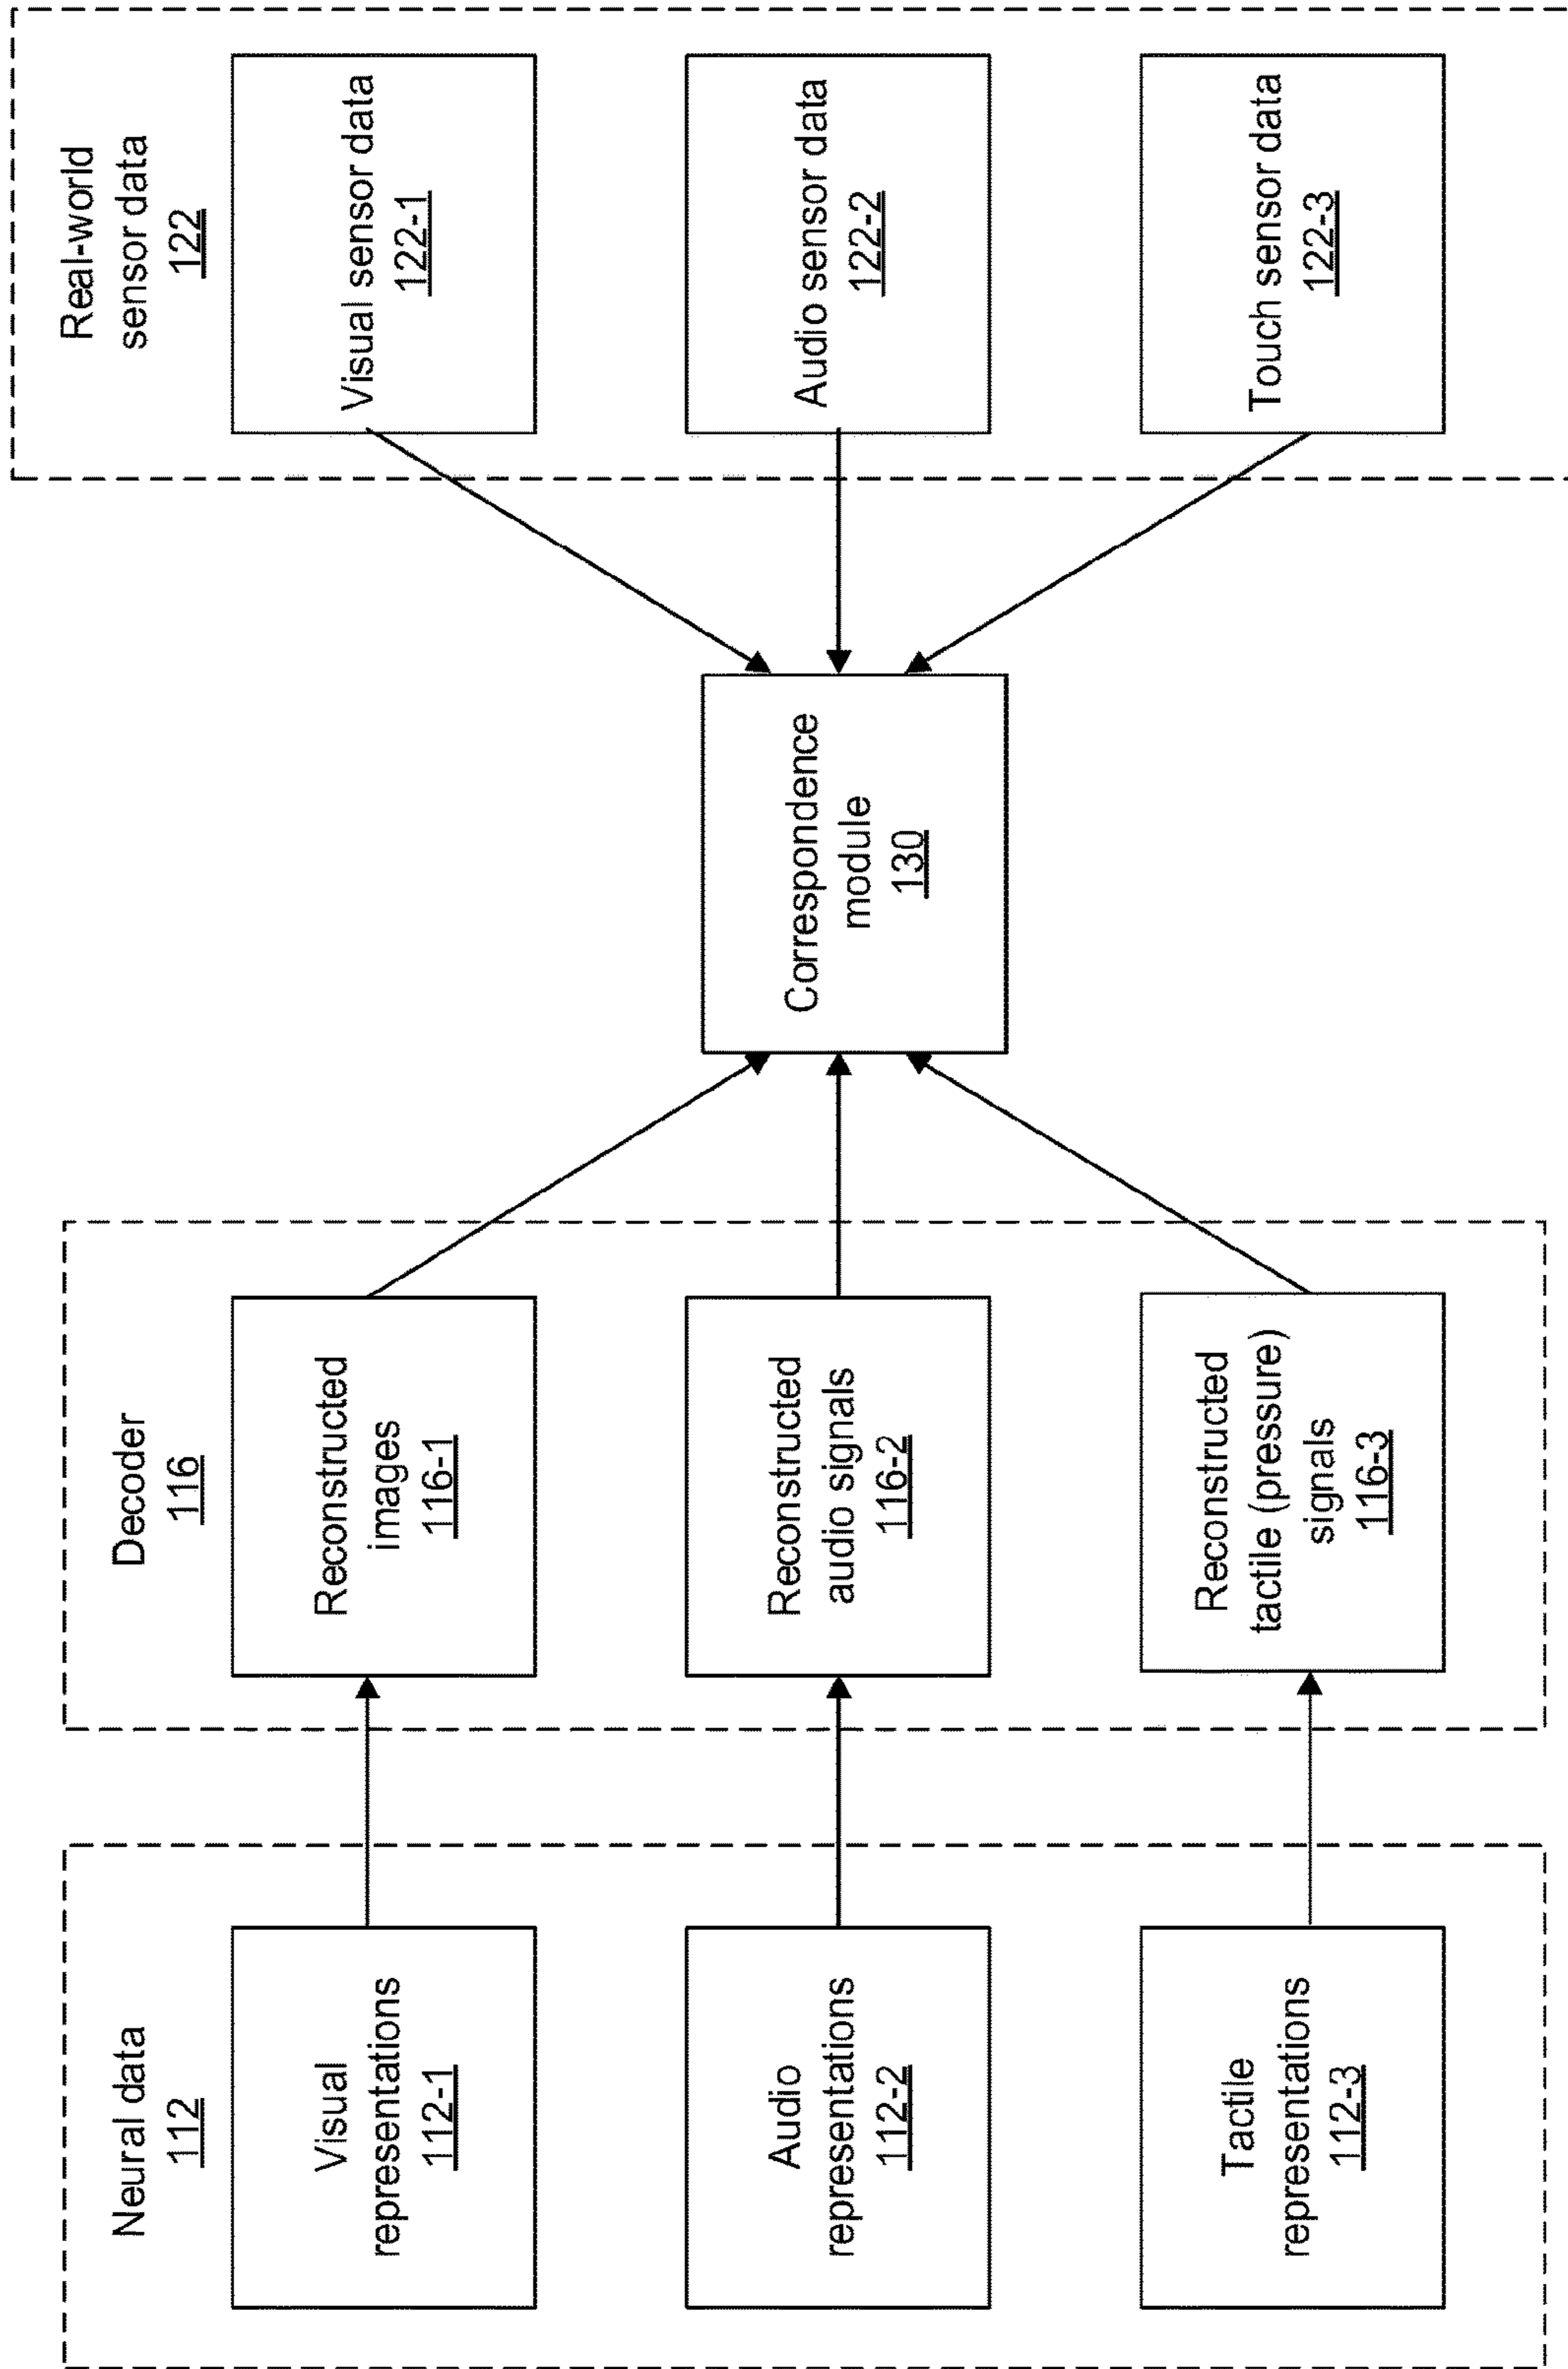 Neural data
112
Visual
representations
112-1
Audio
representations
112-2
Tactile
representations
112-3
Decoder
116
Reconstructed
images
116-1
Reconstructed
audio signals
116-2
Reconstructed
tactile (pressure)
signals
116-3
Correspondence
module
130
Real-world
sensor data
122
Visual sensor data
122-1
Audio sensor data
122-2
Touch sensor data
122-3